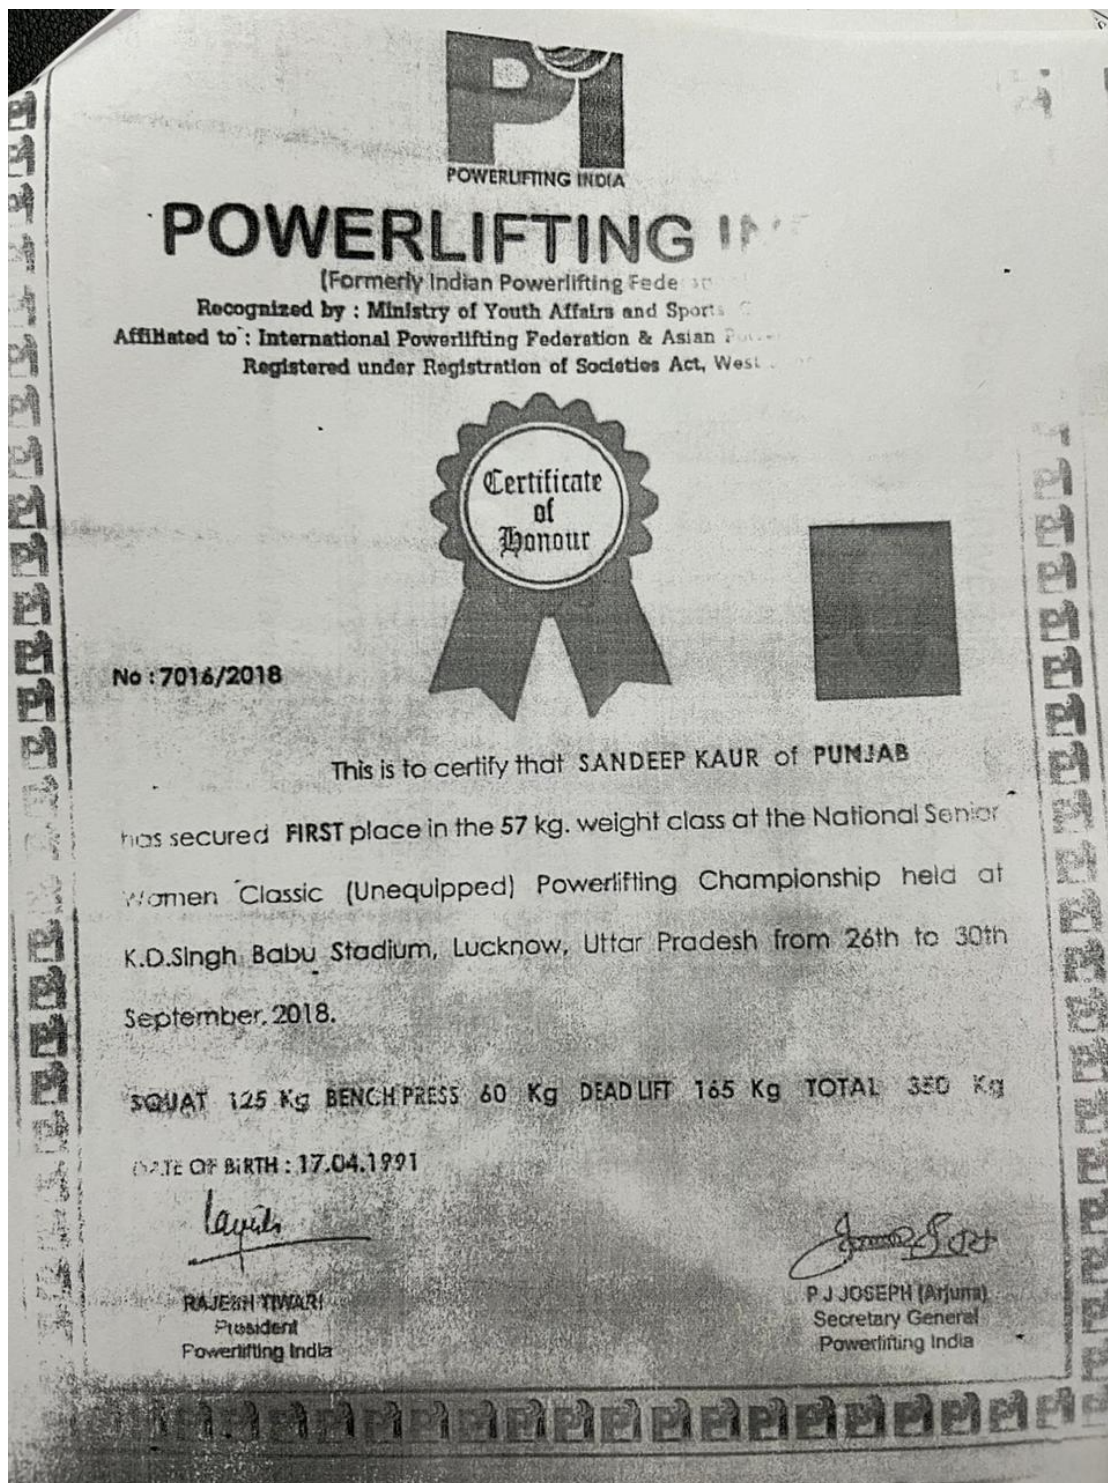 PI
POWERLIFTING INDIA
POWERLIFTING
(Formerly Indian Powerlifting
Recognized by : Ministry of Youth Affairs and Sports
Affiliated to : International Powerlifting Federation & Asian
Registered under Registration of Societies Act, West
Certificate
of
Honour
No : 7016/2018
This is to certify that SANDEEP KAUR of PUNJAB
has secured FIRST place in the 57 kg. weight class at the National Senior
Women Classic (Unequipped) Powerlifting Championship held at
K.D.Singh Babu Stadium, Lucknow, Uttar Pradesh from 26th to 30th
September, 2018.
SQUAT 125 Kg BENCH PRESS 60 Kg DEAD LIFT 165 Kg TOTAL 350 Kg
DATE OF BIRTH : 17.04.1991
RAJESH TIWARI
President
Powerlifting India
P J JOSEPH (Arjuna)
Secretary General
Powerlifting India